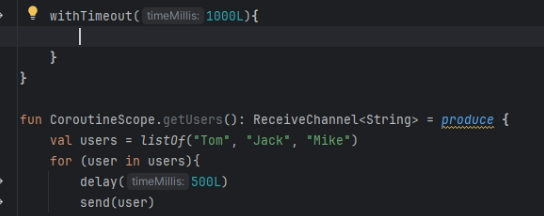 withTimeout( timeMillis: 1000L){
}
}
fun CoroutineScope.getUsers(): ReceiveChannel<String> = produce {
val users = listOf("Tom", "Jack", "Mike")
for (user in users){
delay( timeMillis: 500L)
send(user)